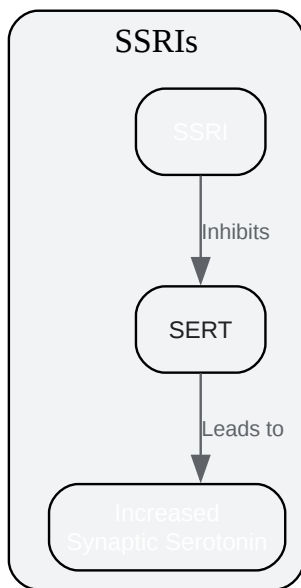 SSRIs
SSRI
Inhibits
SERT
Leads to
Increased
Synaptic Serotonin